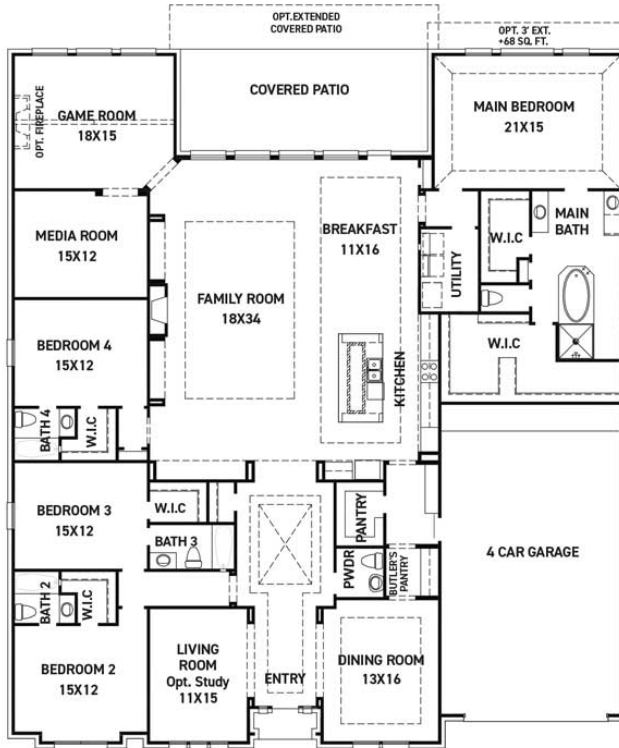 OPT.EXTENDED
COVERED PATIO
OPT. 3' EXT.
+68 SQ. FT.
COVERED PATIO
GAME ROOM
18X15
OPT. FIREPLACE
MAIN BEDROOM
21X15
MEDIA ROOM
15X12
BREAKFAST
11X16
W.I.C
MAIN
BATH
UTILITY
FAMILY ROOM
18X34
BEDROOM 4
15X12
W.I.C
KITCHEN
BATH 4
W.I.C
BEDROOM 3
15X12
W.I.C
PANTRY
BATH 3
4 CAR GARAGE
PWDR
BUTLER'S
PANTRY
BATH 2
W.I.C
LIVING
ROOM
Opt. Study
11X15
ENTRY
DINING ROOM
13X16
BEDROOM 2
15X12